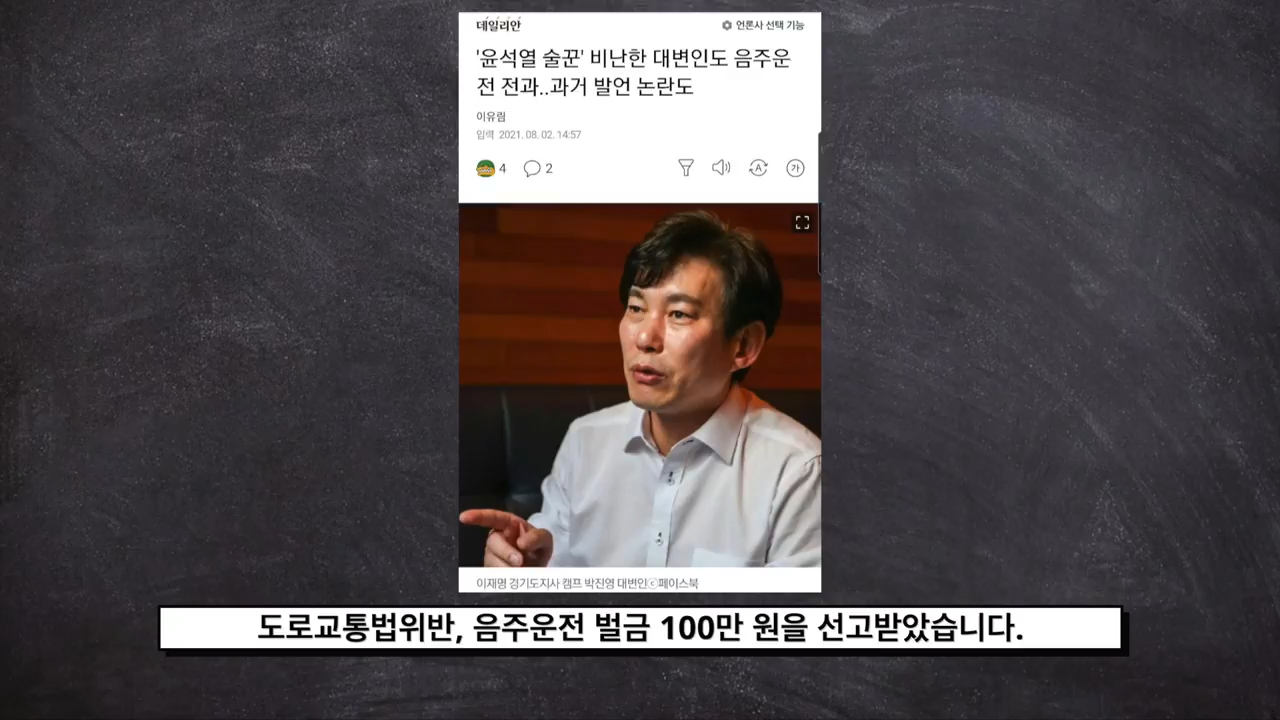 데일리안
언론사 선택 기능
'윤석열 술꾼' 비난한 대변인도 음주운
전 전과..과거 발언 논란도
이유림
입력 2021. 08. 02. 14:57
4
2
A
가
이재명 경기도지사 캠프 박진영 대변인ⓒ페이스북
도로교통법위반, 음주운전 벌금 100만 원을 선고받았습니다.